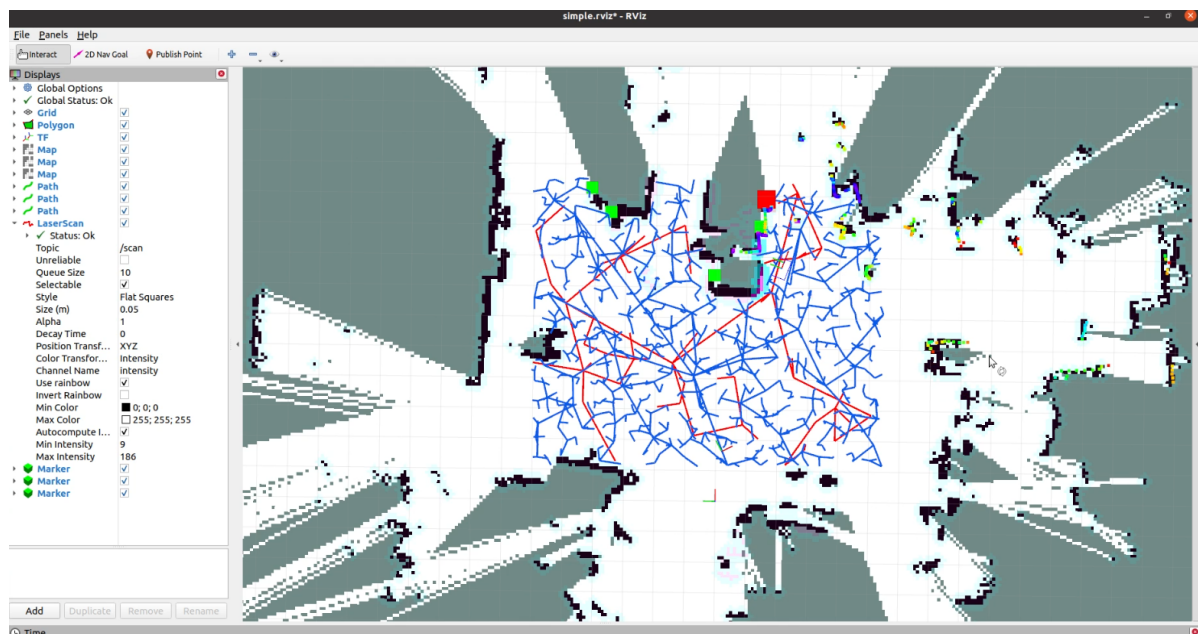 simple.rviz* - RViz
File Panels Help
Interact 2D Nav Goal Publish Point
Displays
Global Options
Global Status: Ok
Grid
Polygon
TF
Map
Map
Map
Path
Path
Path
LaserScan
Status: Ok
Topic /scan
Unreliable
Queue Size 10
Selectable
Style Flat Squares
Size (m) 0.05
Alpha 1
Decay Time 0
Position Transf... XYZ
Color Transfor... Intensity
Channel Name intensity
Use rainbow
Invert Rainbow
Min Color 0; 0; 0
Max Color 255; 255; 255
Autocompute I...
Min Intensity 9
Max Intensity 186
Marker
Marker
Marker
Add Duplicate Remove Rename
Time